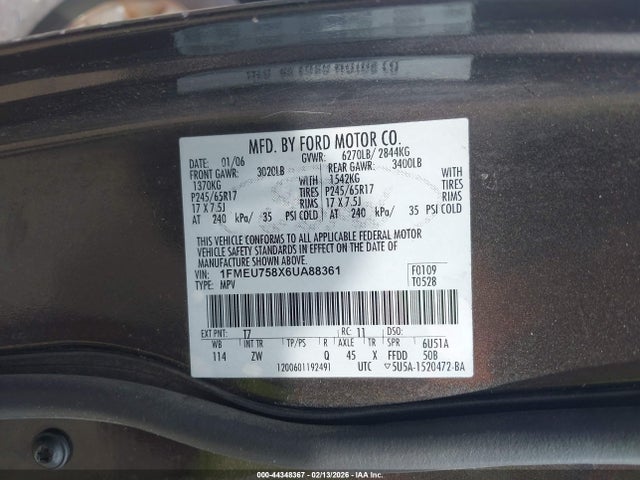 MFD. BY FORD MOTOR CO.
DATE: 01/06 GVWR: 6270LB/ 2844KG
FRONT GAWR: 3020LB REAR GAWR: 3400LB
1370KG WITH 1542KG WITH
P245/65R17 TIRES P245/65R17 TIRES
17 X 7.5J RIMS 17 X 7.5J RIMS
AT 240 kPa/ 35 PSI COLD AT 240 kPa/ 35 PSI COLD
THIS VEHICLE CONFORMS TO ALL APPLICABLE FEDERAL MOTOR
VEHICLE SAFETY STANDARDS IN EFFECT ON THE DATE OF
MANUFACTURE SHOWN ABOVE.
VIN: 1FMEU758X6UA88361 F0109
TYPE: MPV T0528
EXT PNT: T7 RC: 11 DSO:
WB INT TR TP/PS R AXLE TR SPR 6U51A
114 ZW Q 45 X FFDD 50B
1200601192491 UTC 5U5A-1520472-BA
000-44348367 - 02/13/2026 - IAA Inc.